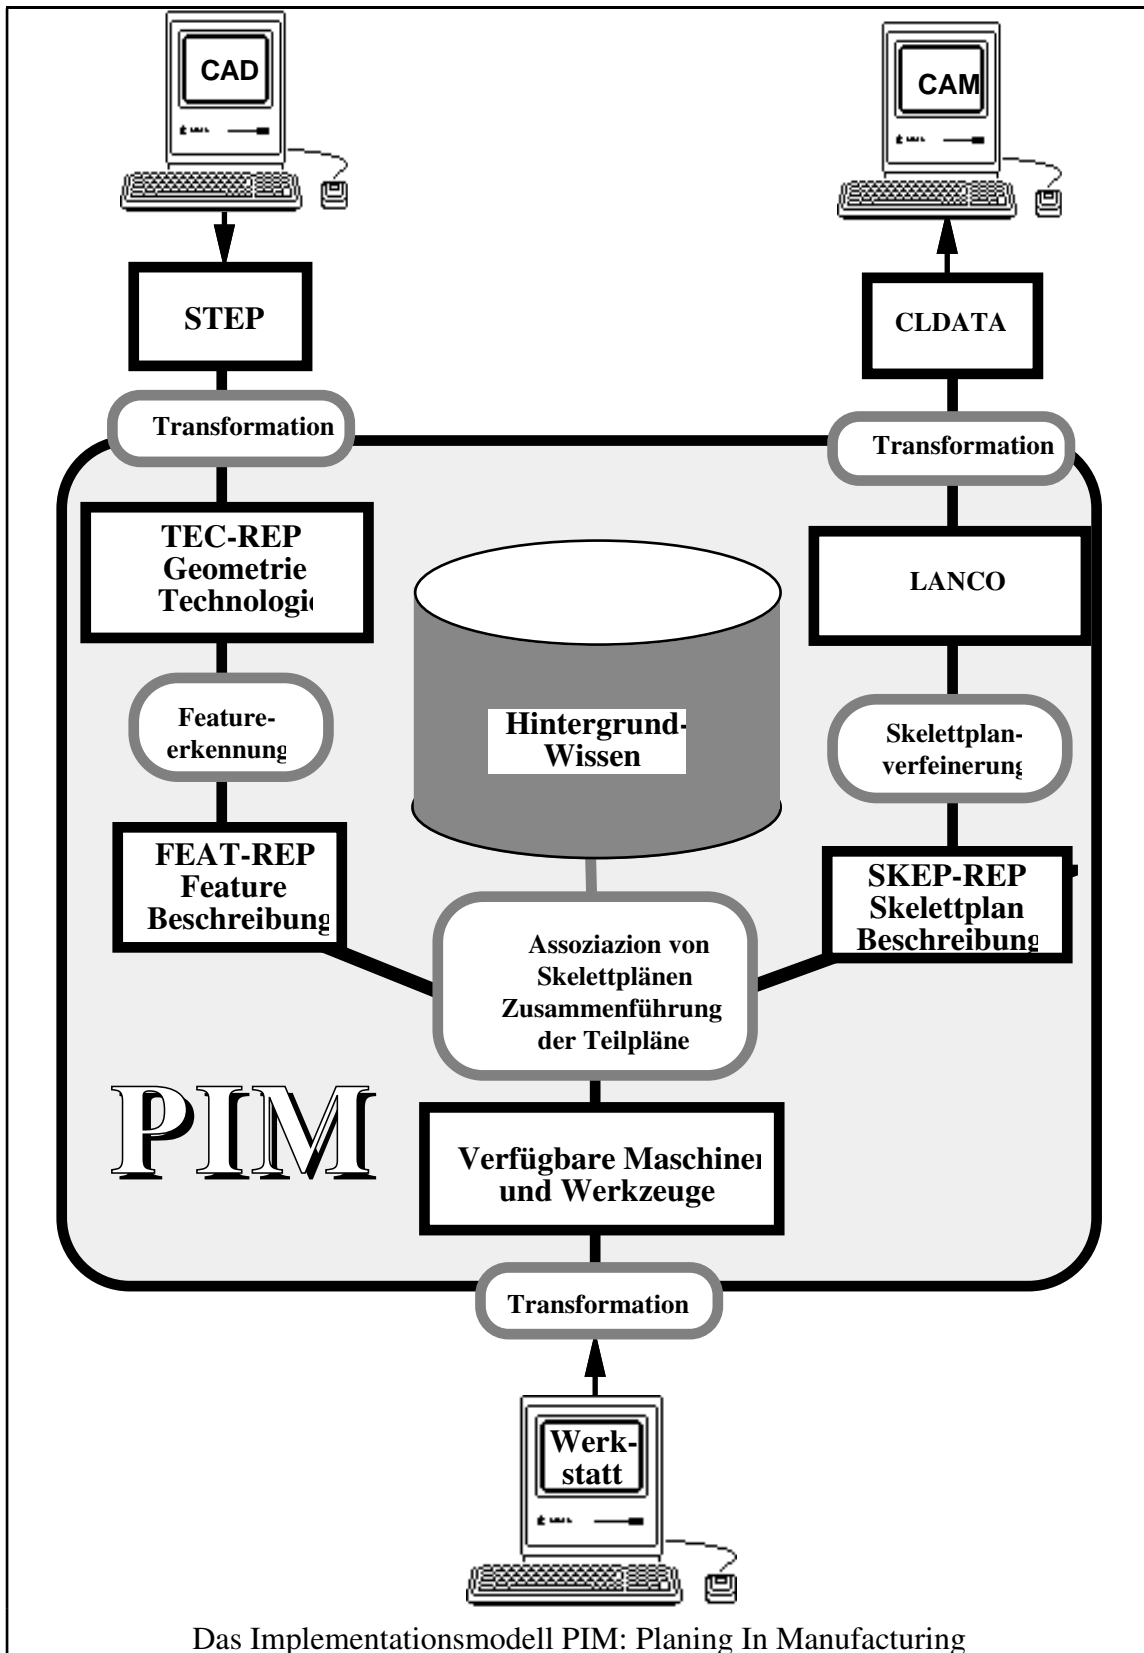 CAD
CAM
STEP
CLDATA
Transformation
Transformation
TEC-REP
Geometrie
Technologie
LANCO
Feature-
erkennung
Hintergrund-
Wissen
Skelettplan-
verfeinerung
FEAT-REP
Feature
Beschreibung
SKEP-REP
Skelettplan
Beschreibung
Assoziazion von
Skelettplänen
Zusammenführung
der Teilpläne
PIM
Verfügbare Maschinen
und Werkzeuge
Transformation
Werk-
statt
Das Implementationsmodell PIM: Planing In Manufacturing